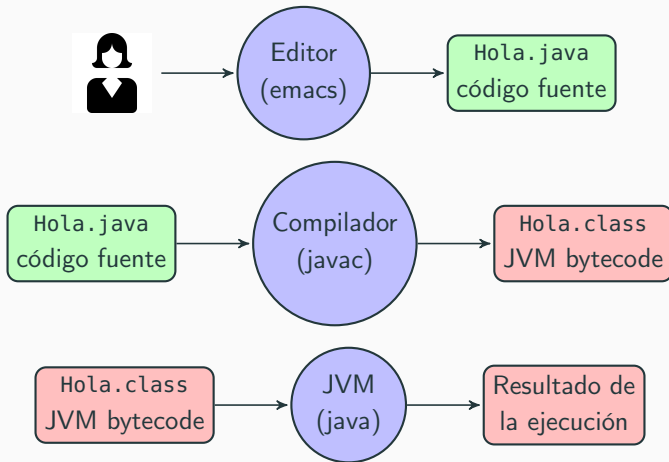 Editor
(emacs)
Hola.java
código fuente
Hola.java
código fuente
Compilador
(javac)
Hola.class
JVM bytecode
Hola.class
JVM bytecode
JVM
(java)
Resultado de
la ejecución